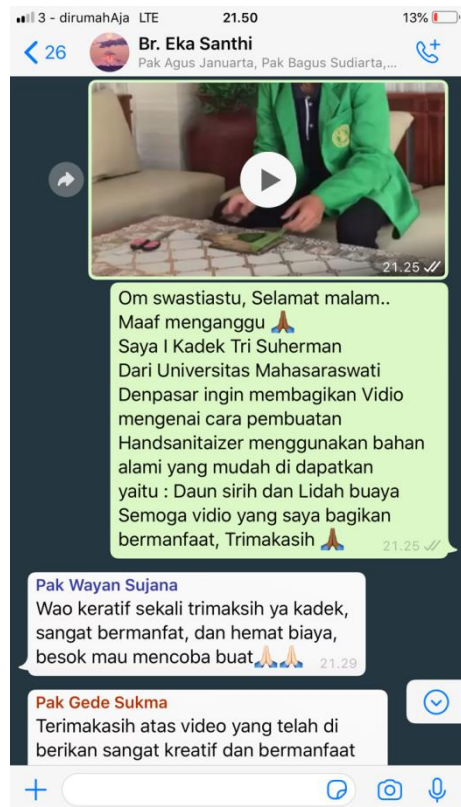 3 - dirumahAja LTE 21.50 13%
26 Br. Eka Santhi
Pak Agus Januarta, Pak Bagus Sudiarta,...
21.25
Om swastiastu, Selamat malam..
Maaf menganggu 🙏🏾
Saya I Kadek Tri Suherman
Dari Universitas Mahasaraswati
Denpasar ingin membagikan Vidio
mengenai cara pembuatan
Handsanitaizer menggunakan bahan
alami yang mudah di dapatkan
yaitu : Daun sirih dan Lidah buaya
Semoga vidio yang saya bagikan
bermanfaat, Trimakasih 🙏🏾 21.25
Pak Wayan Sujana
Wao keratif sekali trimaksih ya kadek,
sangat bermanfat, dan hemat biaya,
besok mau mencoba buat🙏🏻🙏🏻 21.29
Pak Gede Sukma
Terimakasih atas video yang telah di
berikan sangat kreatif dan bermanfaat